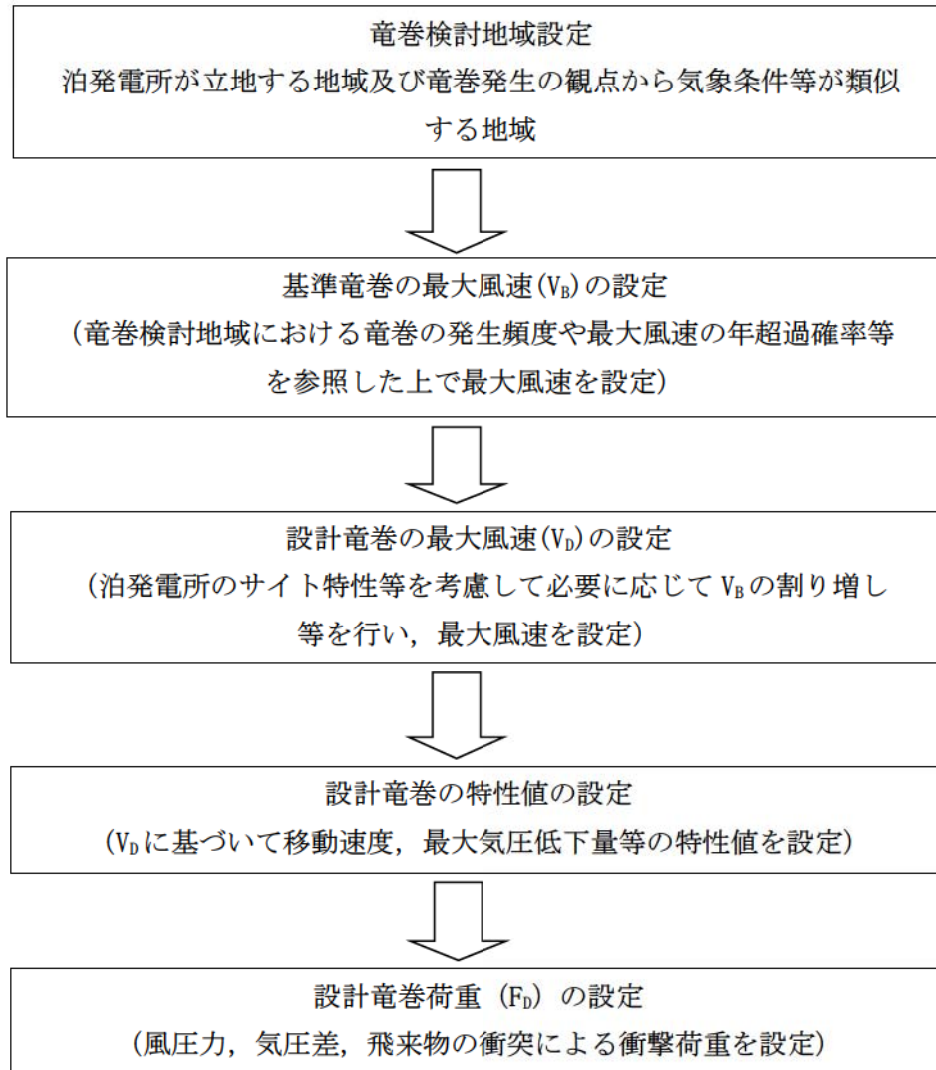 竜巻検討地域設定
泊発電所が立地する地域及び竜巻発生の観点から気象条件等が類似
する地域
基準竜巻の最大風速(VB)の設定
(竜巻検討地域における竜巻の発生頻度や最大風速の年超過確率等
を参照した上で最大風速を設定)
設計竜巻の最大風速(VD)の設定
(泊発電所のサイト特性等を考慮して必要に応じて VB の割り増し
等を行い，最大風速を設定)
設計竜巻の特性値の設定
(VDに基づいて移動速度，最大気圧低下量等の特性値を設定)
設計竜巻荷重（FD）の設定
(風圧力，気圧差，飛来物の衝突による衝撃荷重を設定)